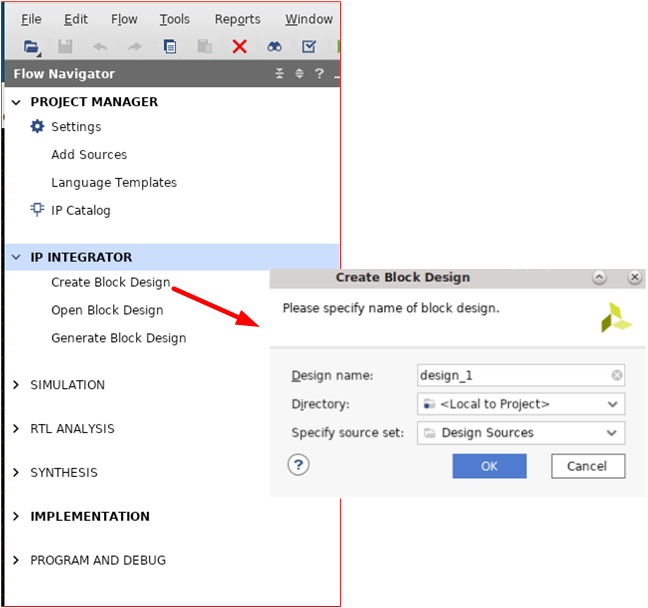 File Edit Flow Tools Reports Window
Flow Navigator
PROJECT MANAGER
Settings
Add Sources
Language Templates
IP Catalog
IP INTEGRATOR
Create Block Design
Open Block Design
Generate Block Design
SIMULATION
RTL ANALYSIS
SYNTHESIS
IMPLEMENTATION
PROGRAM AND DEBUG
Create Block Design
Please specify name of block design.
Design name: design_1
Directory: <Local to Project>
Specify source set: Design Sources
OK Cancel